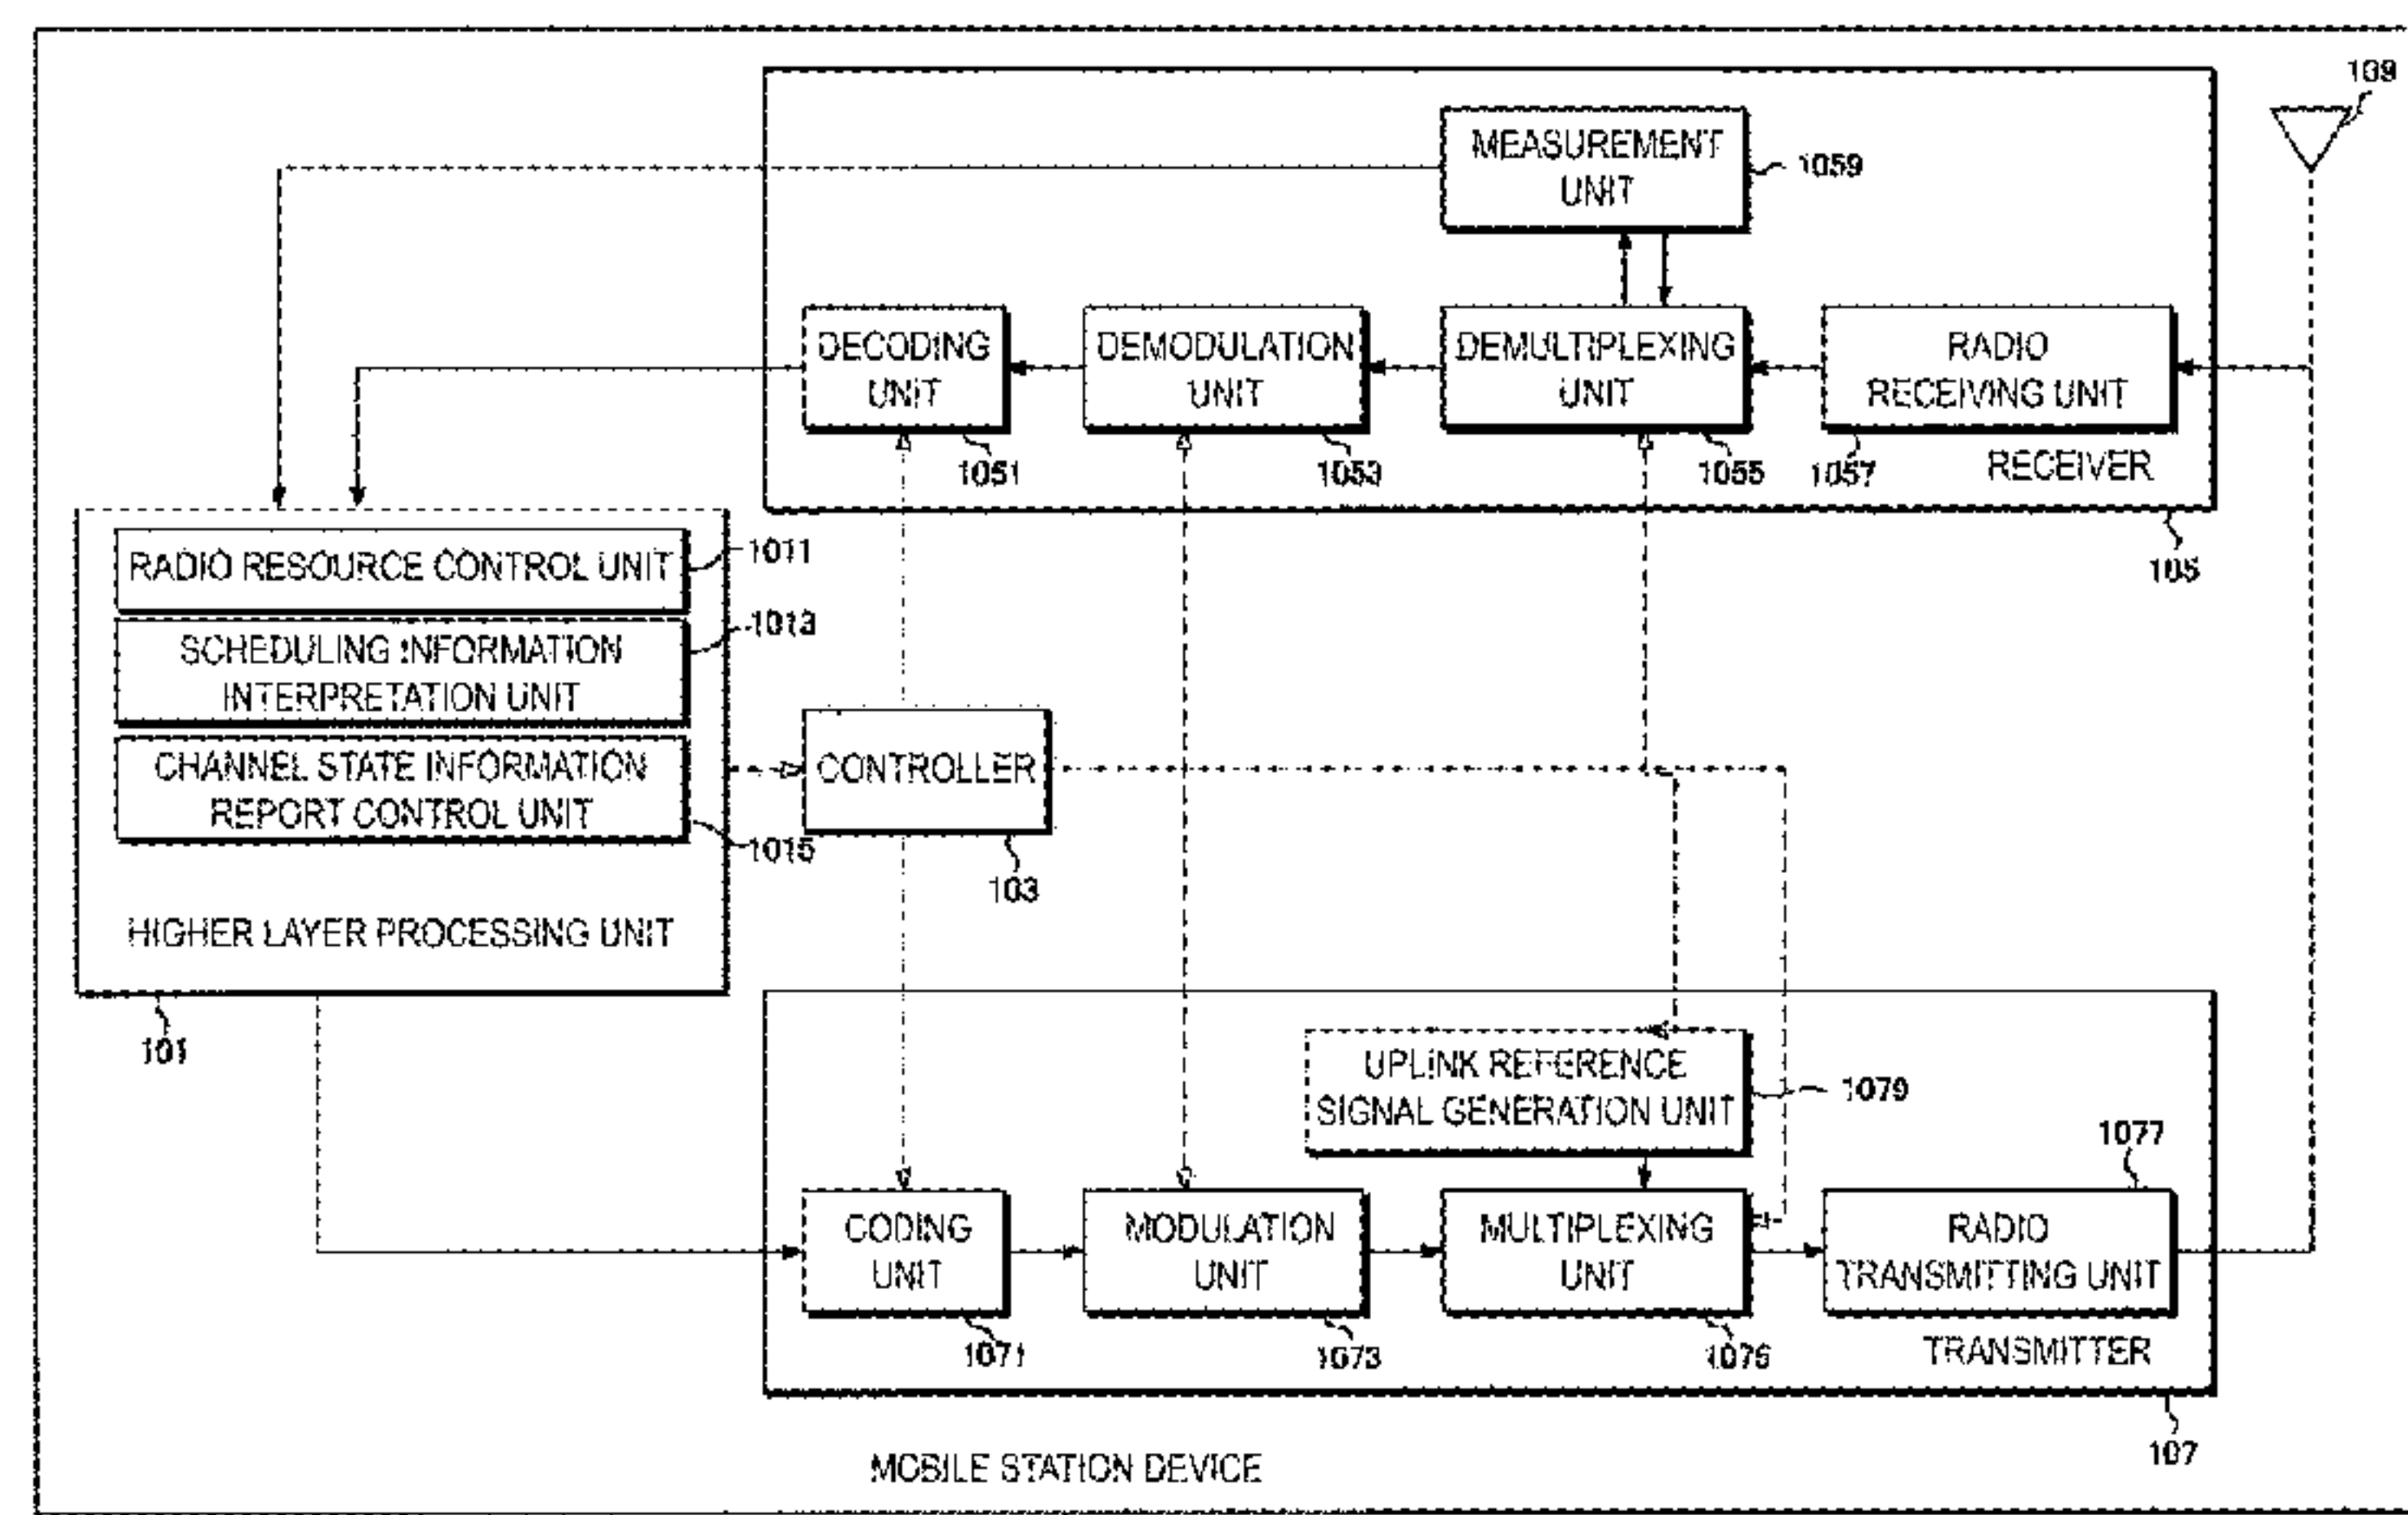 109
MEASUREMENT
UNIT
1059
DECODING
UNIT
1051
DEMODULATION
UNIT
1053
DEMULTIPLEXING
UNIT
1055
RADIO
RECEIVING UNIT
1057
RECEIVER
105
RADIO RESOURCE CONTROL UNIT
1011
SCHEDULING INFORMATION
INTERPRETATION UNIT
1013
CHANNEL STATE INFORMATION
REPORT CONTROL UNIT
1015
HIGHER LAYER PROCESSING UNIT
101
CONTROLLER
103
UPLINK REFERENCE
SIGNAL GENERATION UNIT
1079
1077
CODING
UNIT
1071
MODULATION
UNIT
1073
MULTIPLEXING
UNIT
1075
RADIO
TRANSMITTING UNIT
TRANSMITTER
107
MOBILE STATION DEVICE